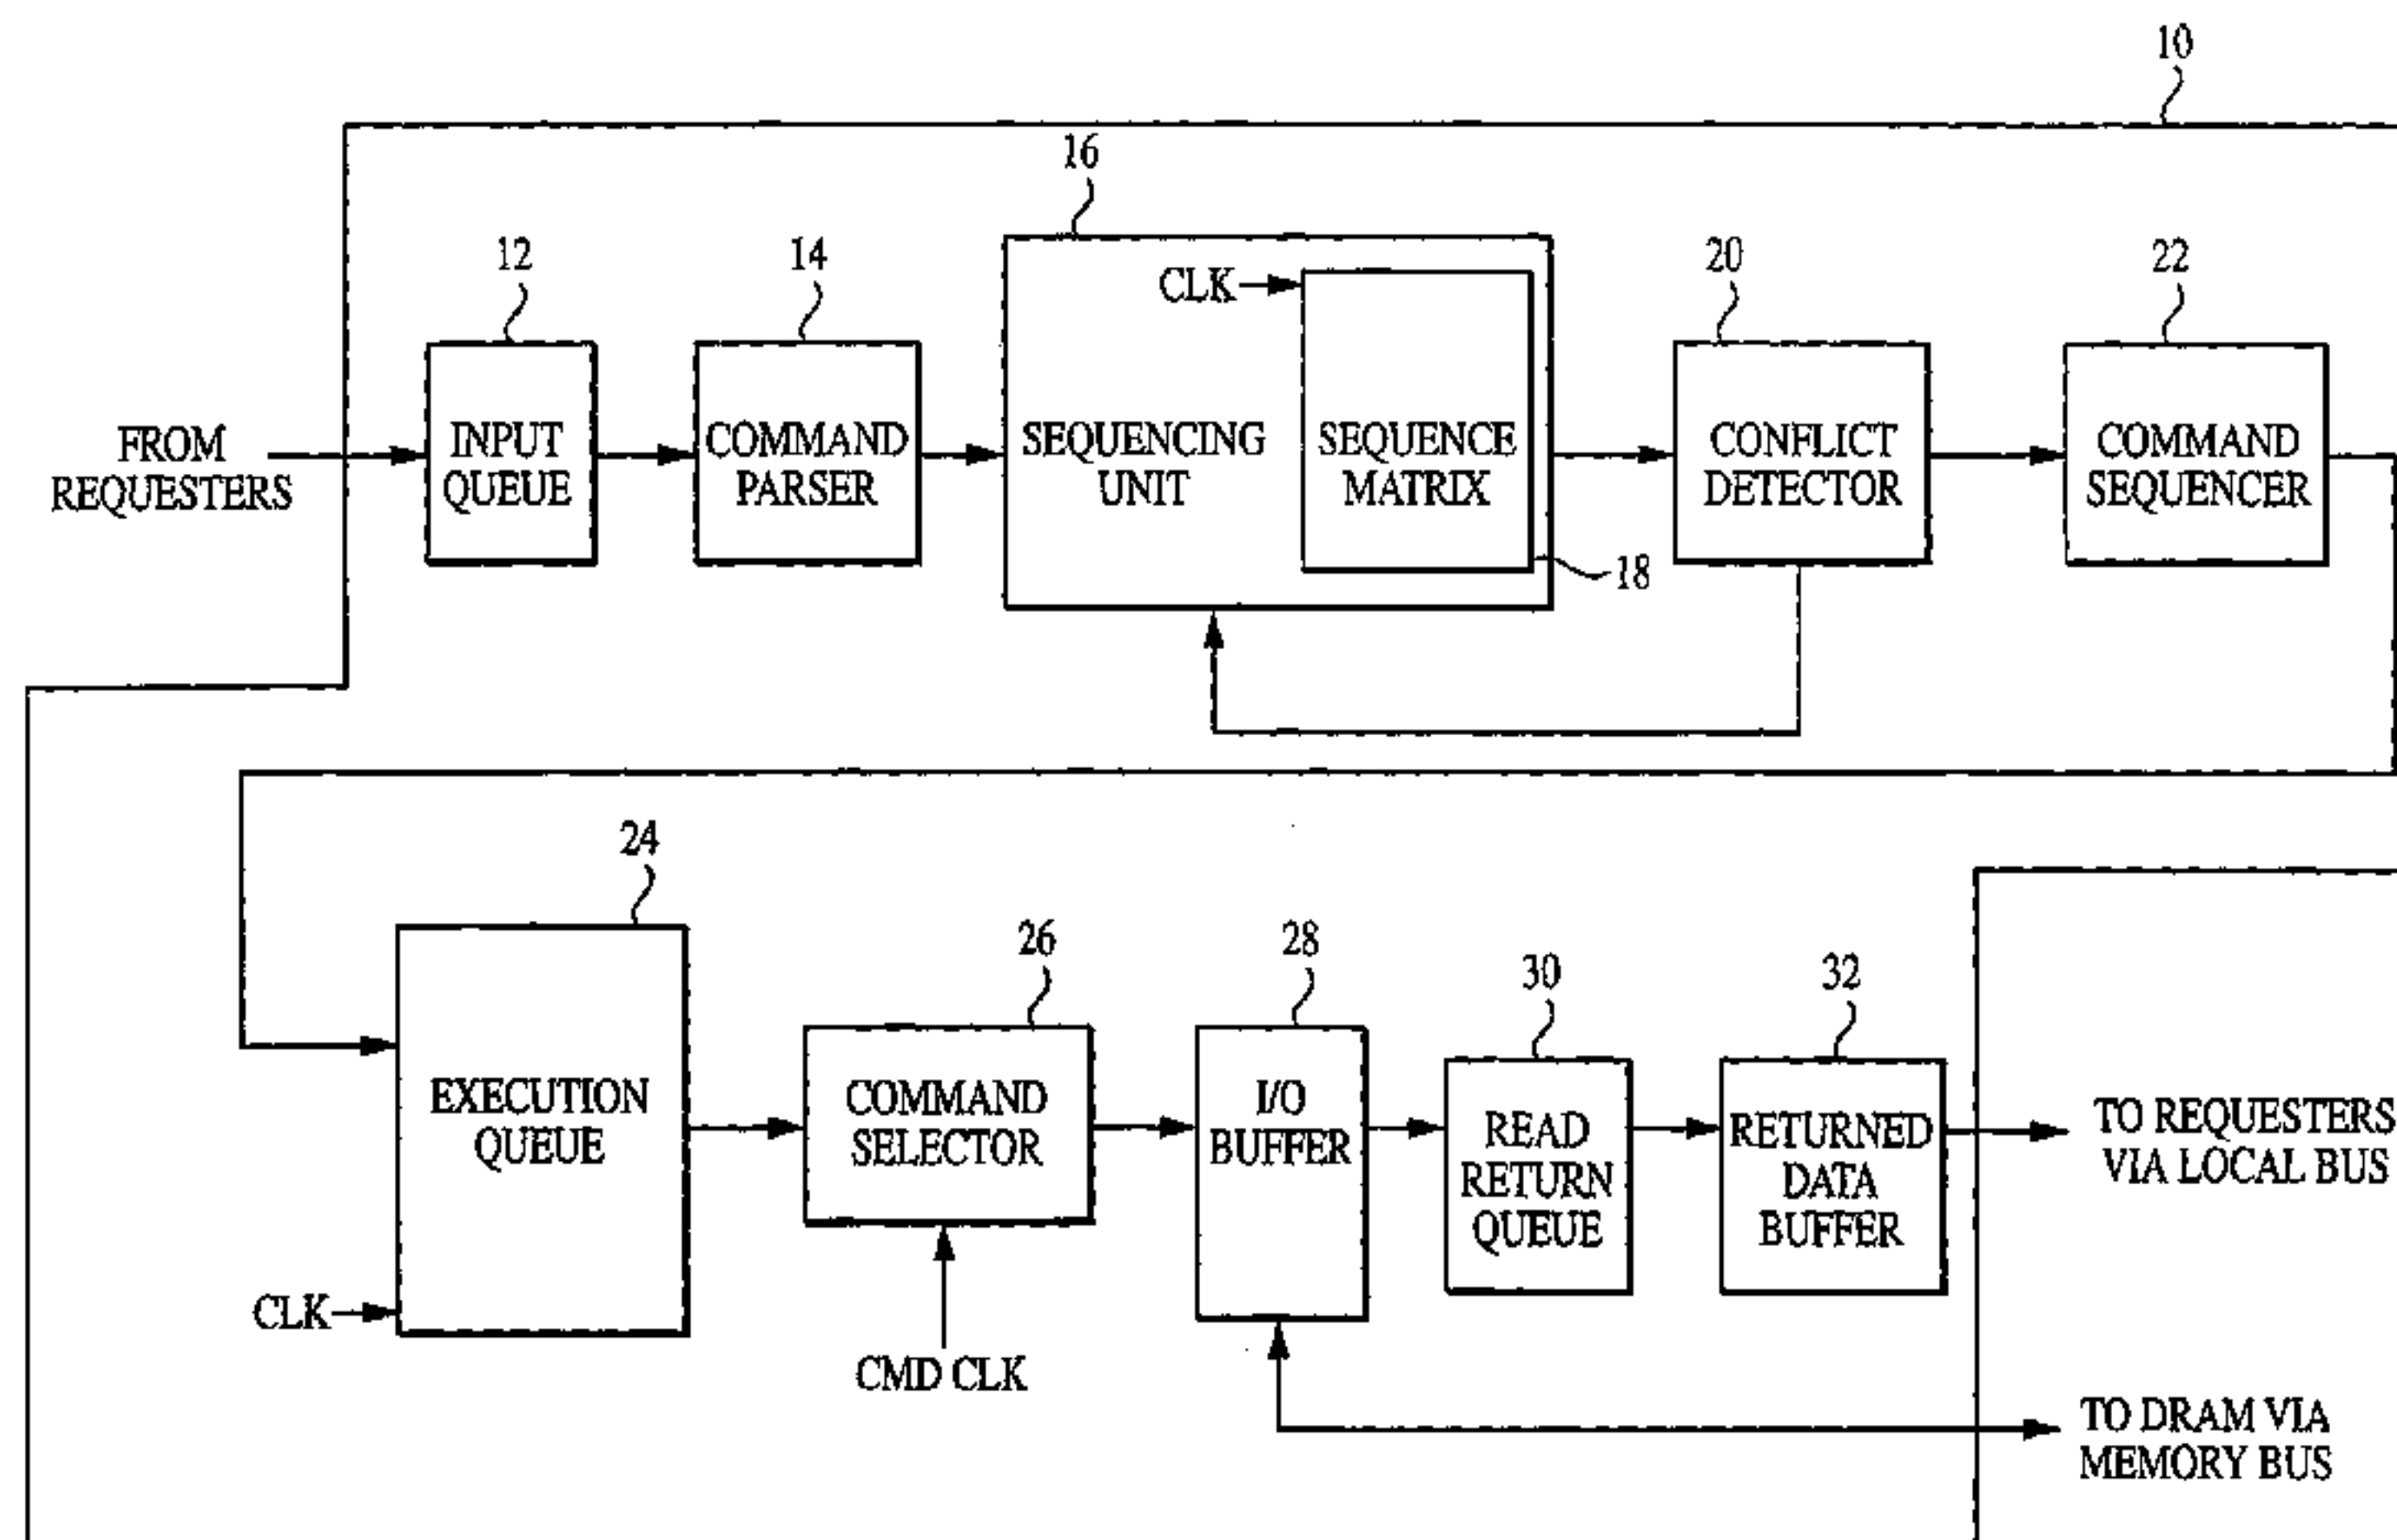 10
16
12
14
20
22
CLK
FROM
REQUESTERS
INPUT
QUEUE
COMMAND
PARSER
SEQUENCING
UNIT
SEQUENCE
MATRIX
CONFLICT
DETECTOR
COMMAND
SEQUENCER
18
24
26
28
30
32
EXECUTION
QUEUE
COMMAND
SELECTOR
I/O
BUFFER
READ
RETURN
QUEUE
RETURNED
DATA
BUFFER
TO REQUESTERS
VIA LOCAL BUS
CLK
CMD CLK
TO DRAM VIA
MEMORY BUS